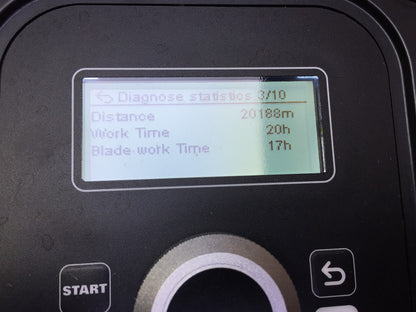 Diagnose statistics 3/10
Distance 20188m
Work Time 20h
Blade work Time 17h
START